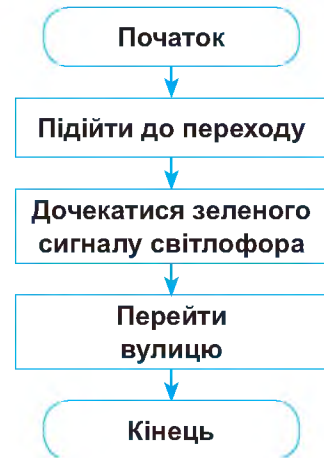 Початок
Підійти до переходу
Дочекатися зеленого
сигналу світлофора
Перейти
вулицю
Кінець